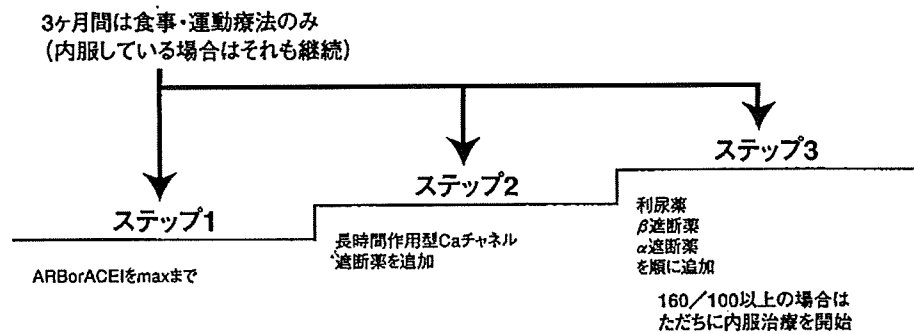 3ヶ月間は食事・運動療法のみ
(内服している場合はそれも継続)
ステップ1
ARBorACEIをmaxまで
ステップ2
長時間作用型Caチャネル
遮断薬を追加
ステップ3
利尿薬
β遮断薬
α遮断薬
を順に追加
160/100以上の場合は
ただちに内服治療を開始